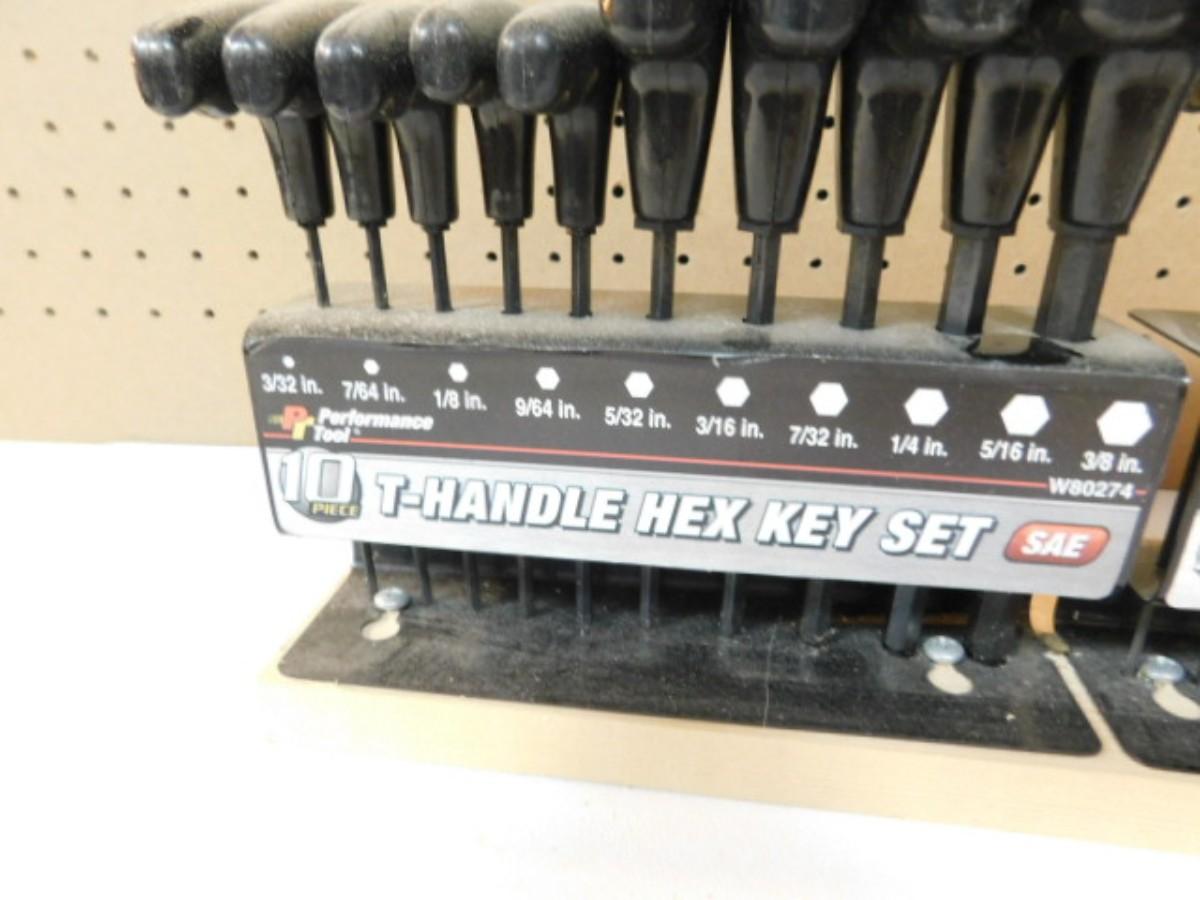 3/32 in. 7/64 in. 1/8 in. 9/64 in. 5/32 in. 3/16 in. 7/32 in. 1/4 in. 5/16 in. 3/8 in.
PT Performance
Tool
W80274
10
PIECE
T-HANDLE HEX KEY SET SAE